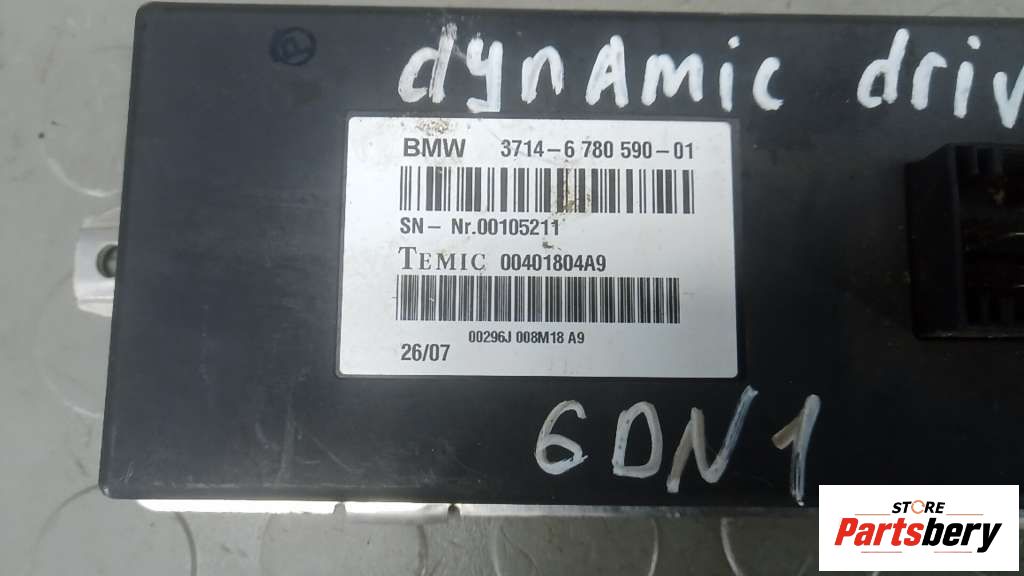 dynamic driv
BMW 3714-6 780 590-01
SN- Nr.00105211
TEMIC 00401804A9
00296J 008M18 A9
26/07
6DN1
STORE
Partsbery